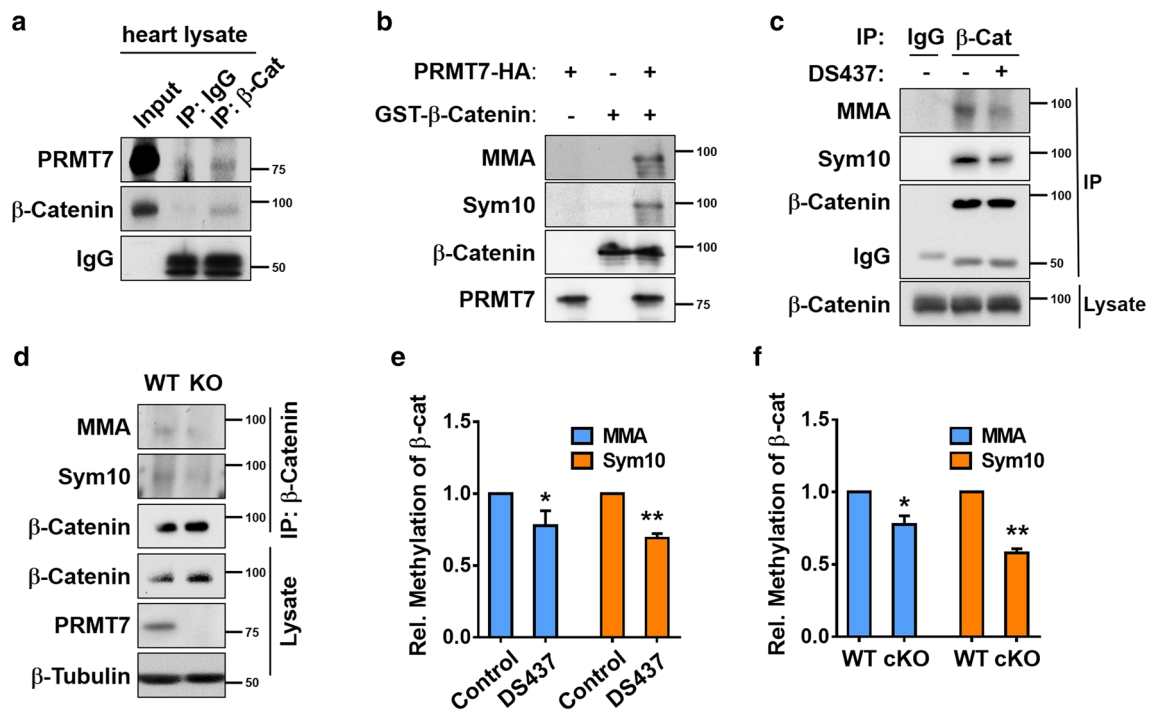 a
heart lysate
Input
IP: IgG
IP: β-Cat
PRMT7
75
β-Catenin
100
IgG
50
b
PRMT7-HA: + - +
GST-β-Catenin: - + +
MMA
100
Sym10
100
β-Catenin
100
PRMT7
75
c
IP: IgG β-Cat
DS437: - - +
MMA
100
Sym10
100
β-Catenin
100
IgG
50
IP
β-Catenin
100
Lysate
d
WT KO
MMA
100
Sym10
100
β-Catenin
100
IP: β-Catenin
β-Catenin
100
PRMT7
75
β-Tubulin
50
Lysate
e
Rel. Methylation of β-cat
1.5
1.0
0.5
0.0
MMA
Sym10
*
**
Control
DS437
Control
DS437
f
Rel. Methylation of β-cat
1.5
1.0
0.5
0.0
MMA
Sym10
*
**
WT cKO WT cKO